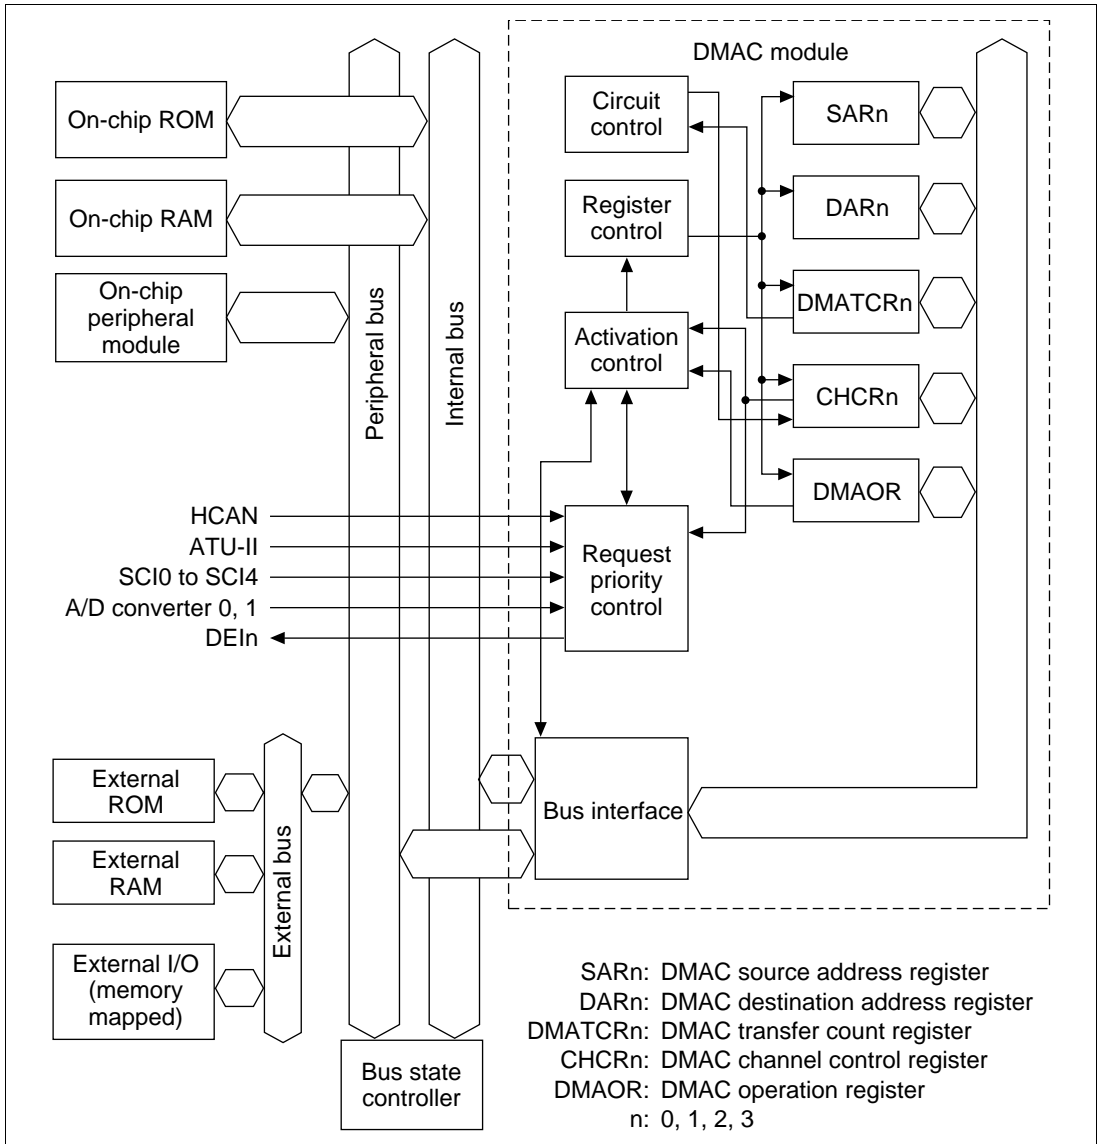 DMAC module
On-chip ROM
On-chip RAM
On-chip
peripheral
module
Peripheral bus
Internal bus
Circuit
control
Register
control
Activation
control
Request
priority
control
SARn
DARn
DMATCRn
CHCRn
DMAOR
HCAN
ATU-II
SCI0 to SCI4
A/D converter 0, 1
DEIn
External
ROM
External
RAM
External I/O
(memory
mapped)
External bus
Bus interface
Bus state
controller
SARn: DMAC source address register
DARn: DMAC destination address register
DMATCRn: DMAC transfer count register
CHCRn: DMAC channel control register
DMAOR: DMAC operation register
n: 0, 1, 2, 3